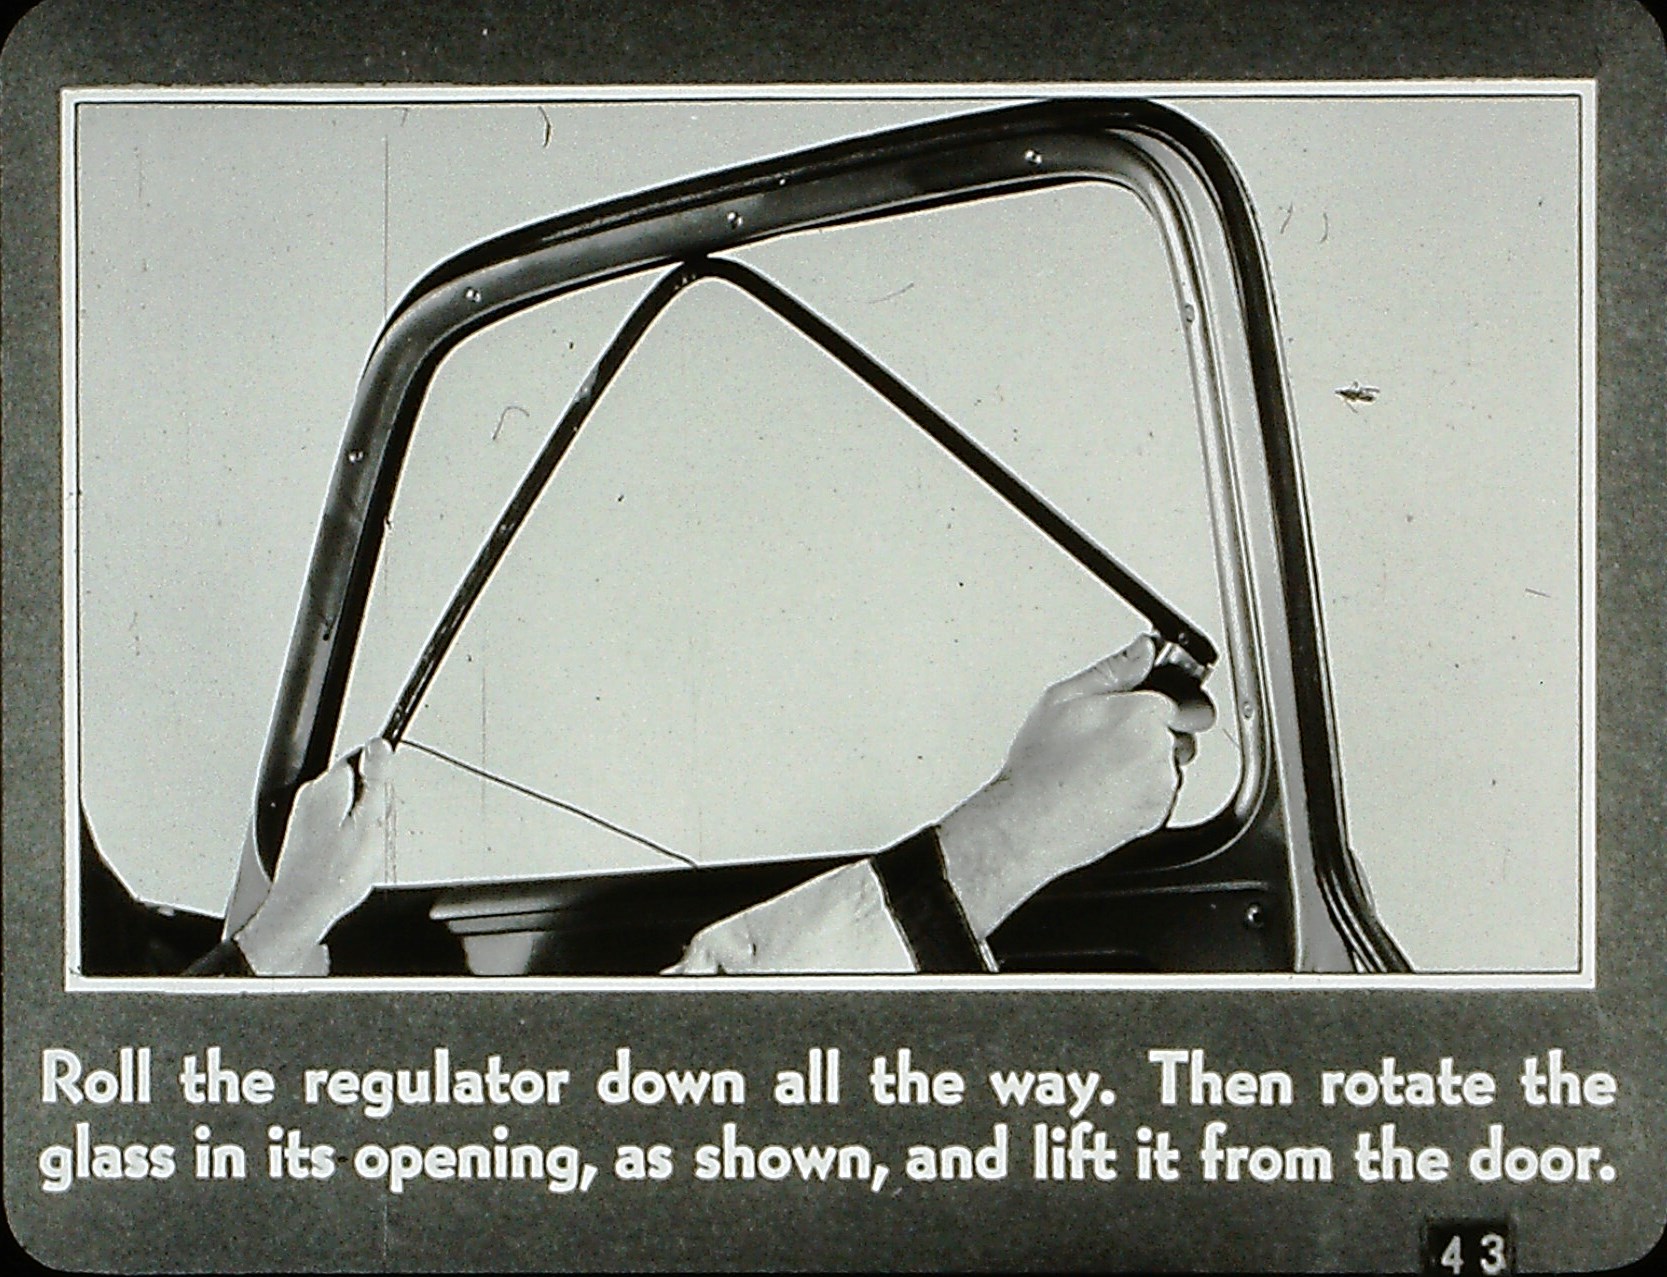 Roll the regulator down all the way. Then rotate the
glass in its opening, as shown, and lift it from the door.
43